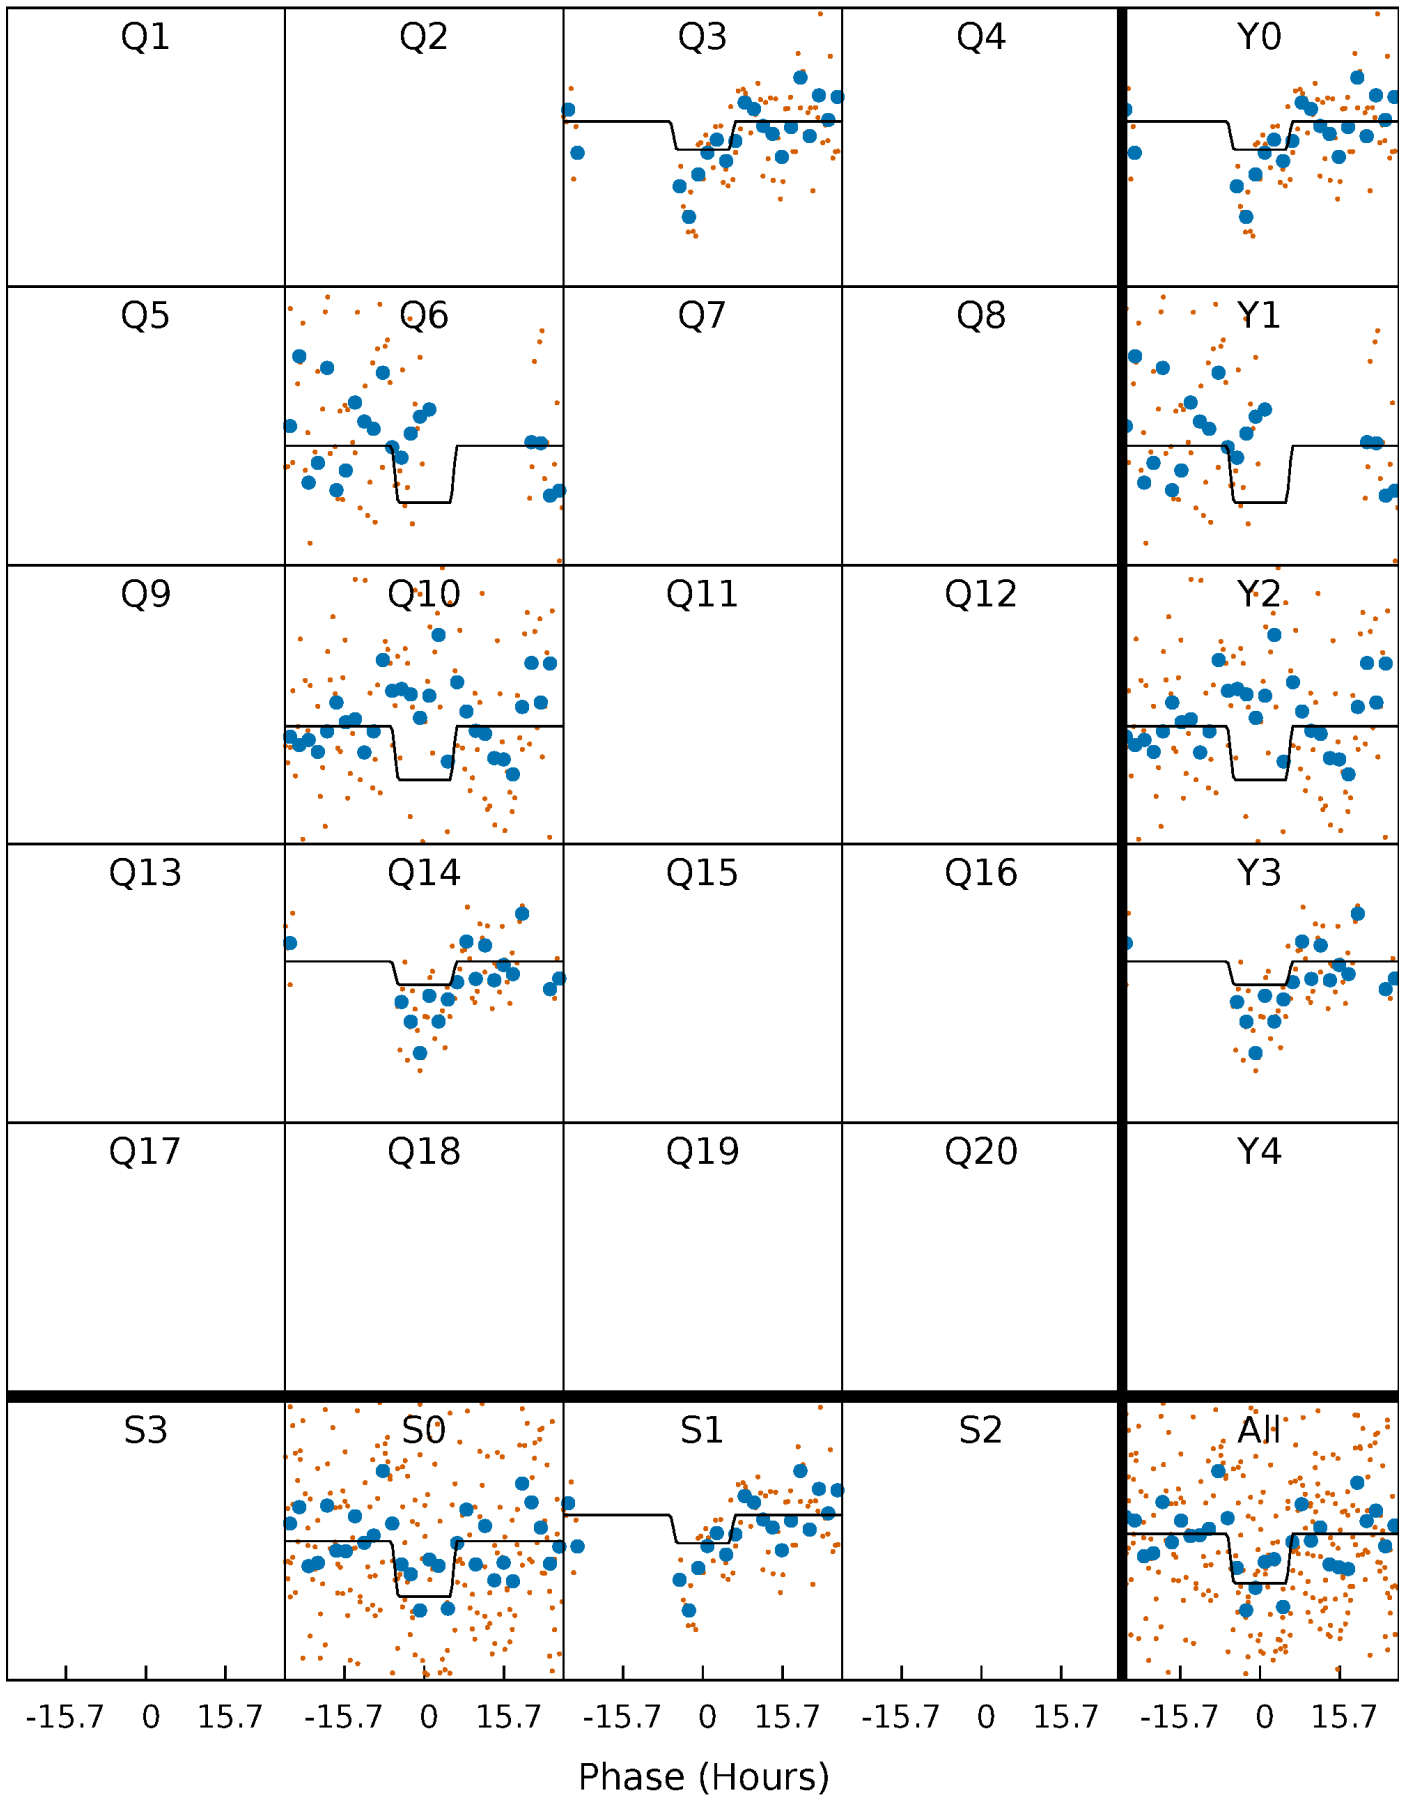 Q1 Q2 Q3 Q4 Y0
Q5 Q6 Q7 Q8 Y1
Q9 Q10 Q11 Q12 Y2
Q13 Q14 Q15 Q16 Y3
Q17 Q18 Q19 Q20 Y4
S3 S0 S1 S2 All
-15.7 0 15.7 -15.7 0 15.7 -15.7 0 15.7 -15.7 0 15.7 -15.7 0 15.7
Phase (Hours)